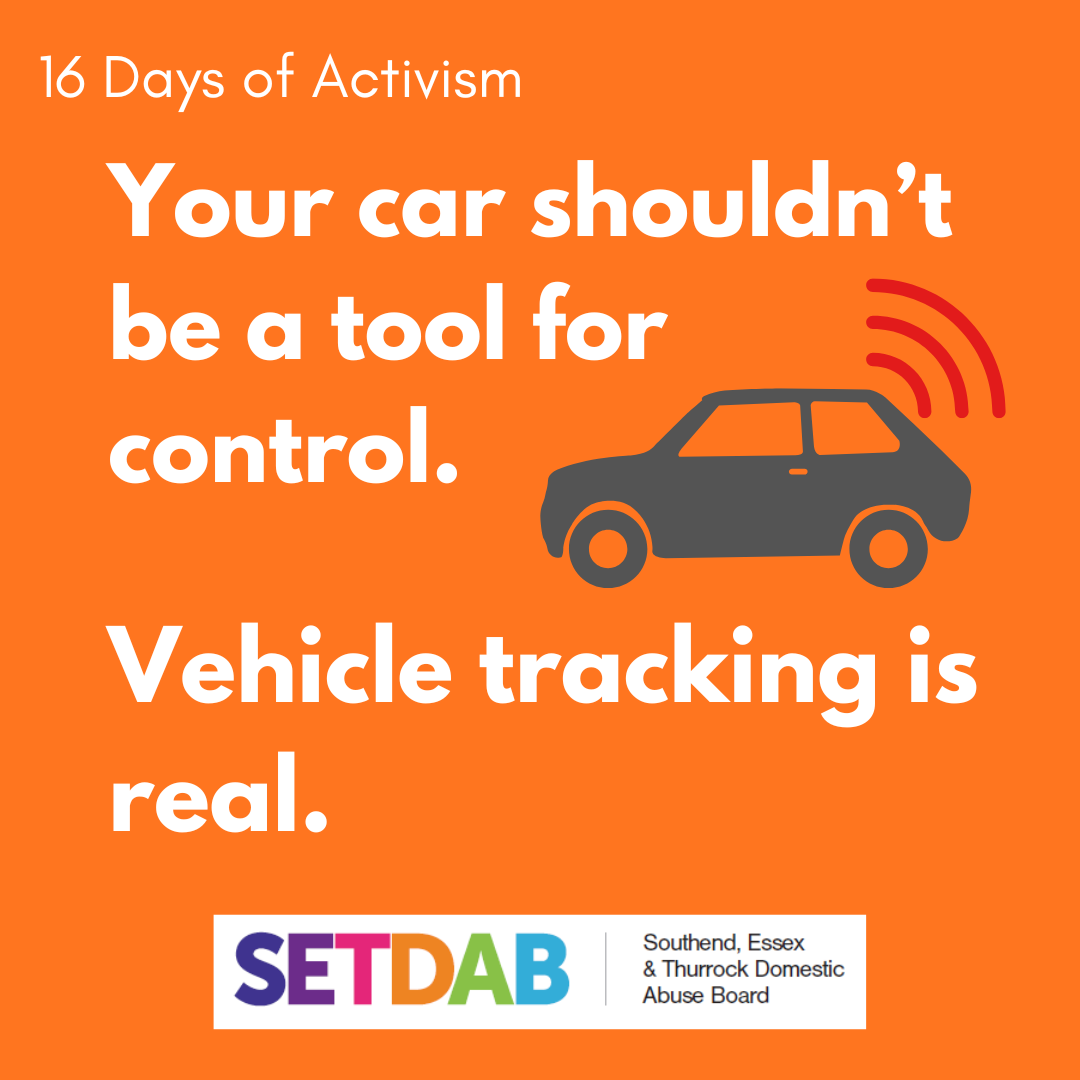 16 Days of Activism
Your car shouldn’t
be a tool for
control.
Vehicle tracking is
real.
SETDAB
Southend, Essex
& Thurrock Domestic
Abuse Board